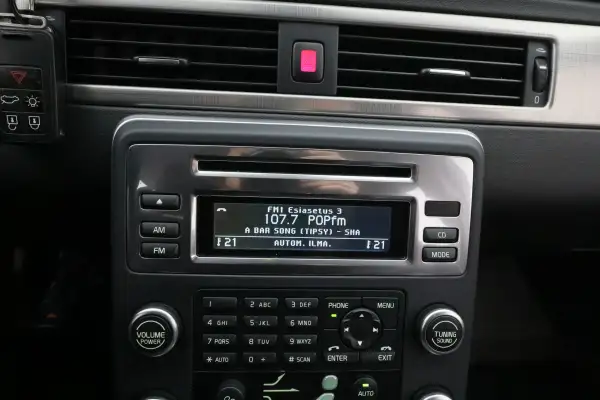 FM1 Esiasetus 3
107.7 POPfm
A BAR SONG (TIPSY) - SHA
21 AUTOM. ILMA. 21
AM
FM
CD
MODE
1 2 ABC 3 DEF
4 GHI 5 JKL 6 MNO
7 PQRS 8 TUV 9 WXYZ
* AUTO 0 + # SCAN
PHONE MENU
ENTER EXIT
VOLUME
POWER
TUNING
SOUND
AUTO
0